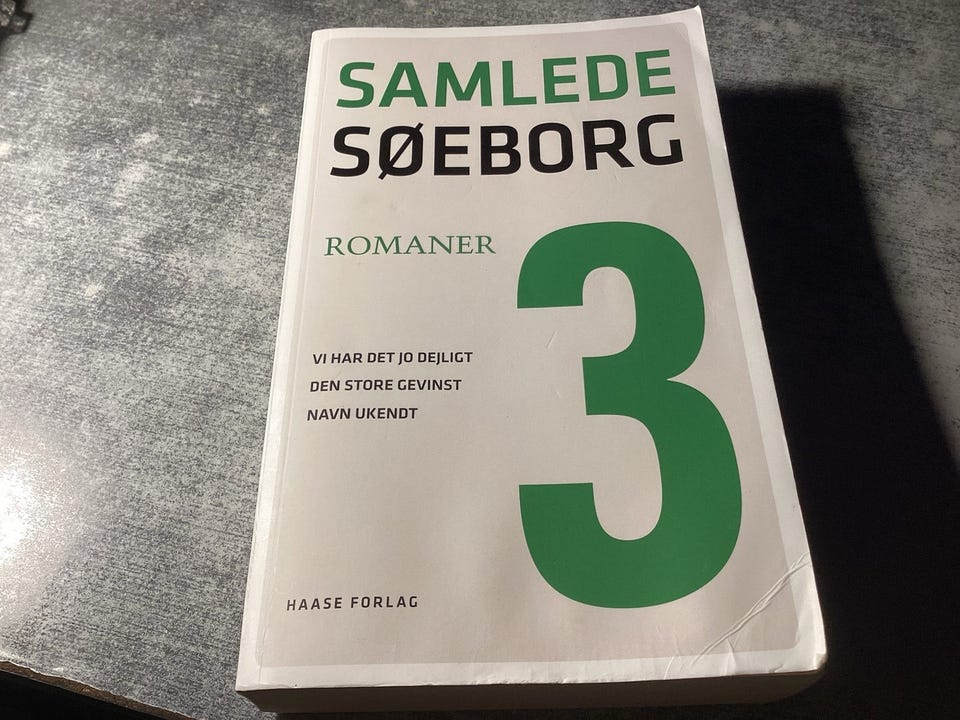 SAMLEDE
SØEBORG
ROMANER
3
VI HAR DET JO DEJLIGT
DEN STORE GEVINST
NAVN UKENDT
HAASE FORLAG